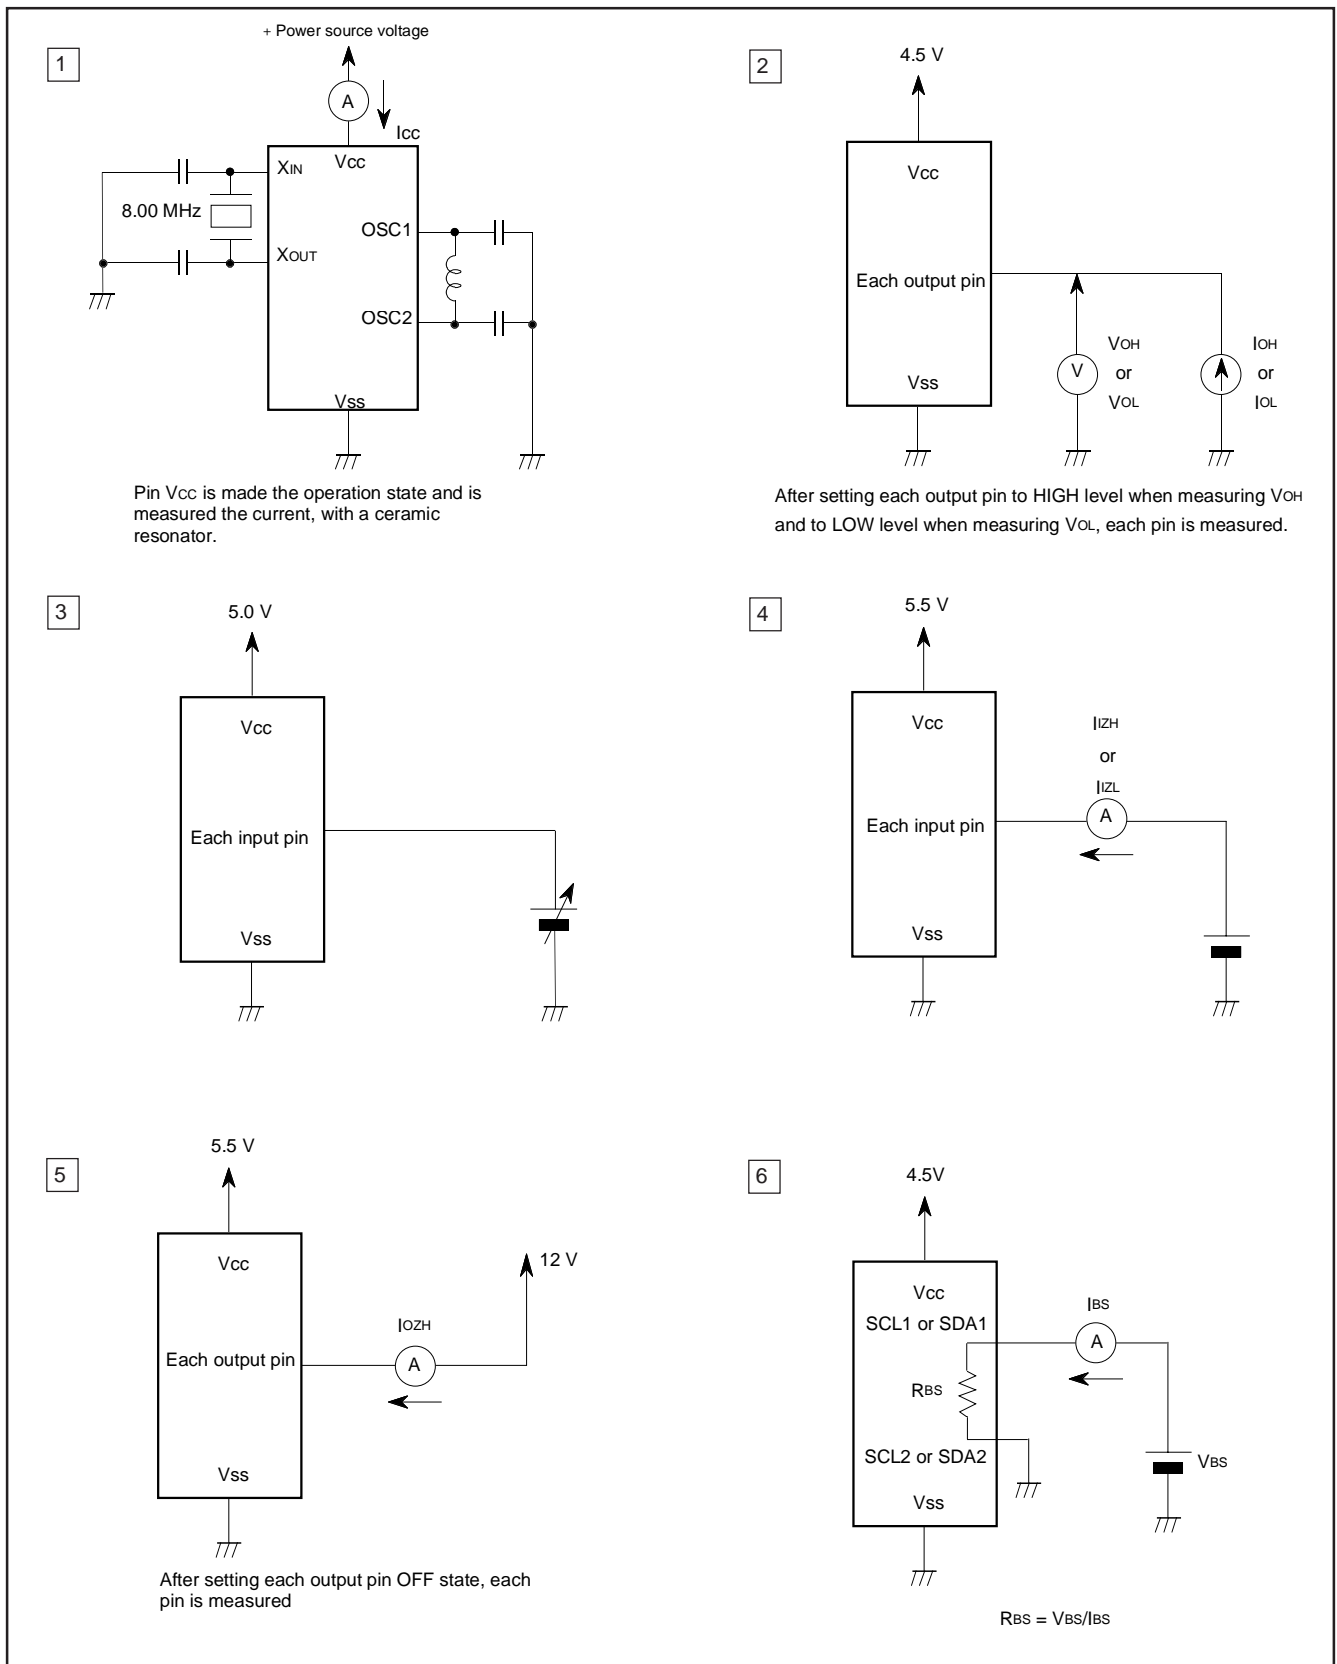 1
+ Power source voltage
A
Icc
XIN
Vcc
8.00 MHz
OSC1
XOUT
OSC2
Vss
Pin VCC is made the operation state and is
measured the current, with a ceramic
resonator.
2
4.5 V
Vcc
Each output pin
VOH
or
VOL
V
IOH
or
IOL
Vss
After setting each output pin to HIGH level when measuring VOH
and to LOW level when measuring VOL, each pin is measured.
3
5.0 V
Vcc
Each input pin
Vss
4
5.5 V
Vcc
IIZH
or
IIZL
A
Each input pin
Vss
5
5.5 V
Vcc
12 V
IOZH
Each output pin
A
Vss
After setting each output pin OFF state, each
pin is measured
6
4.5V
Vcc
SCL1 or SDA1
IBS
A
RBS
SCL2 or SDA2
VBS
Vss
RBS = VBS/IBS